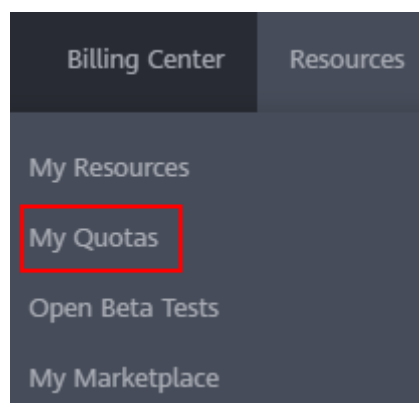 Billing Center Resources
My Resources
My Quotas
Open Beta Tests
My Marketplace